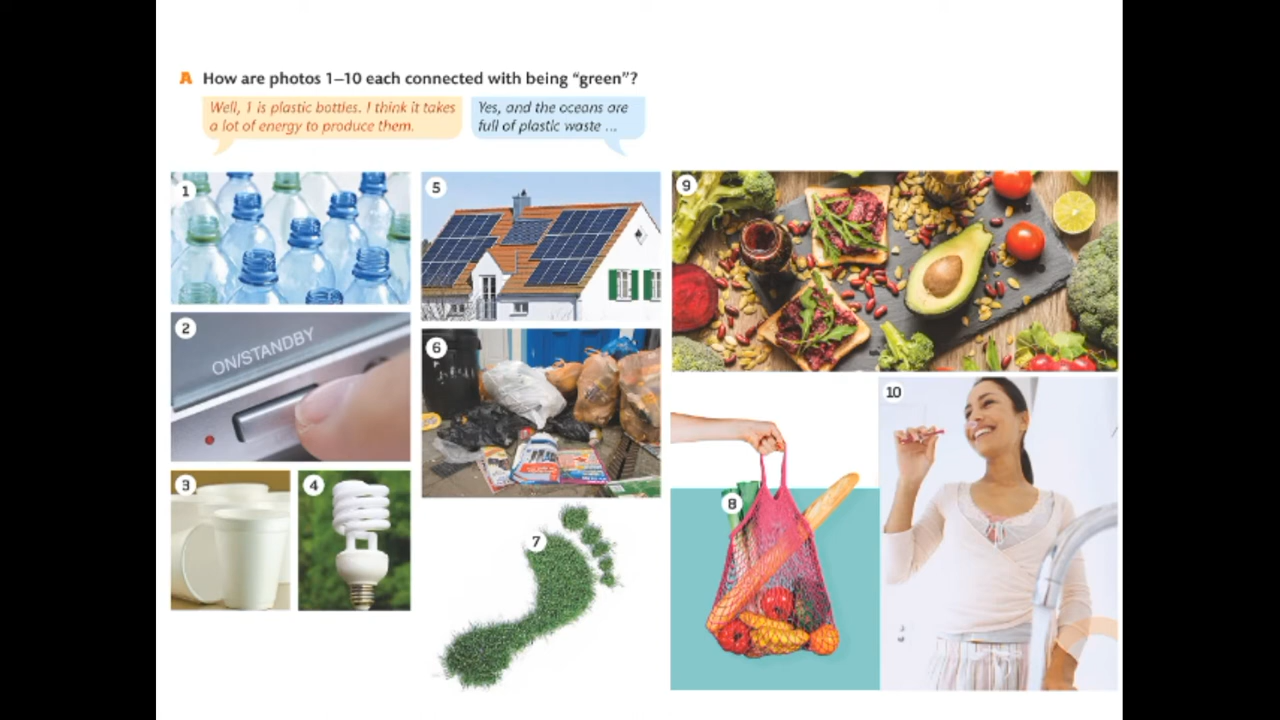 A How are photos 1–10 each connected with being “green”?
Well, 1 is plastic bottles. I think it takes
a lot of energy to produce them.
Yes, and the oceans are
full of plastic waste ...
1
2
ON/STANDBY
3
4
5
6
7
8
9
10